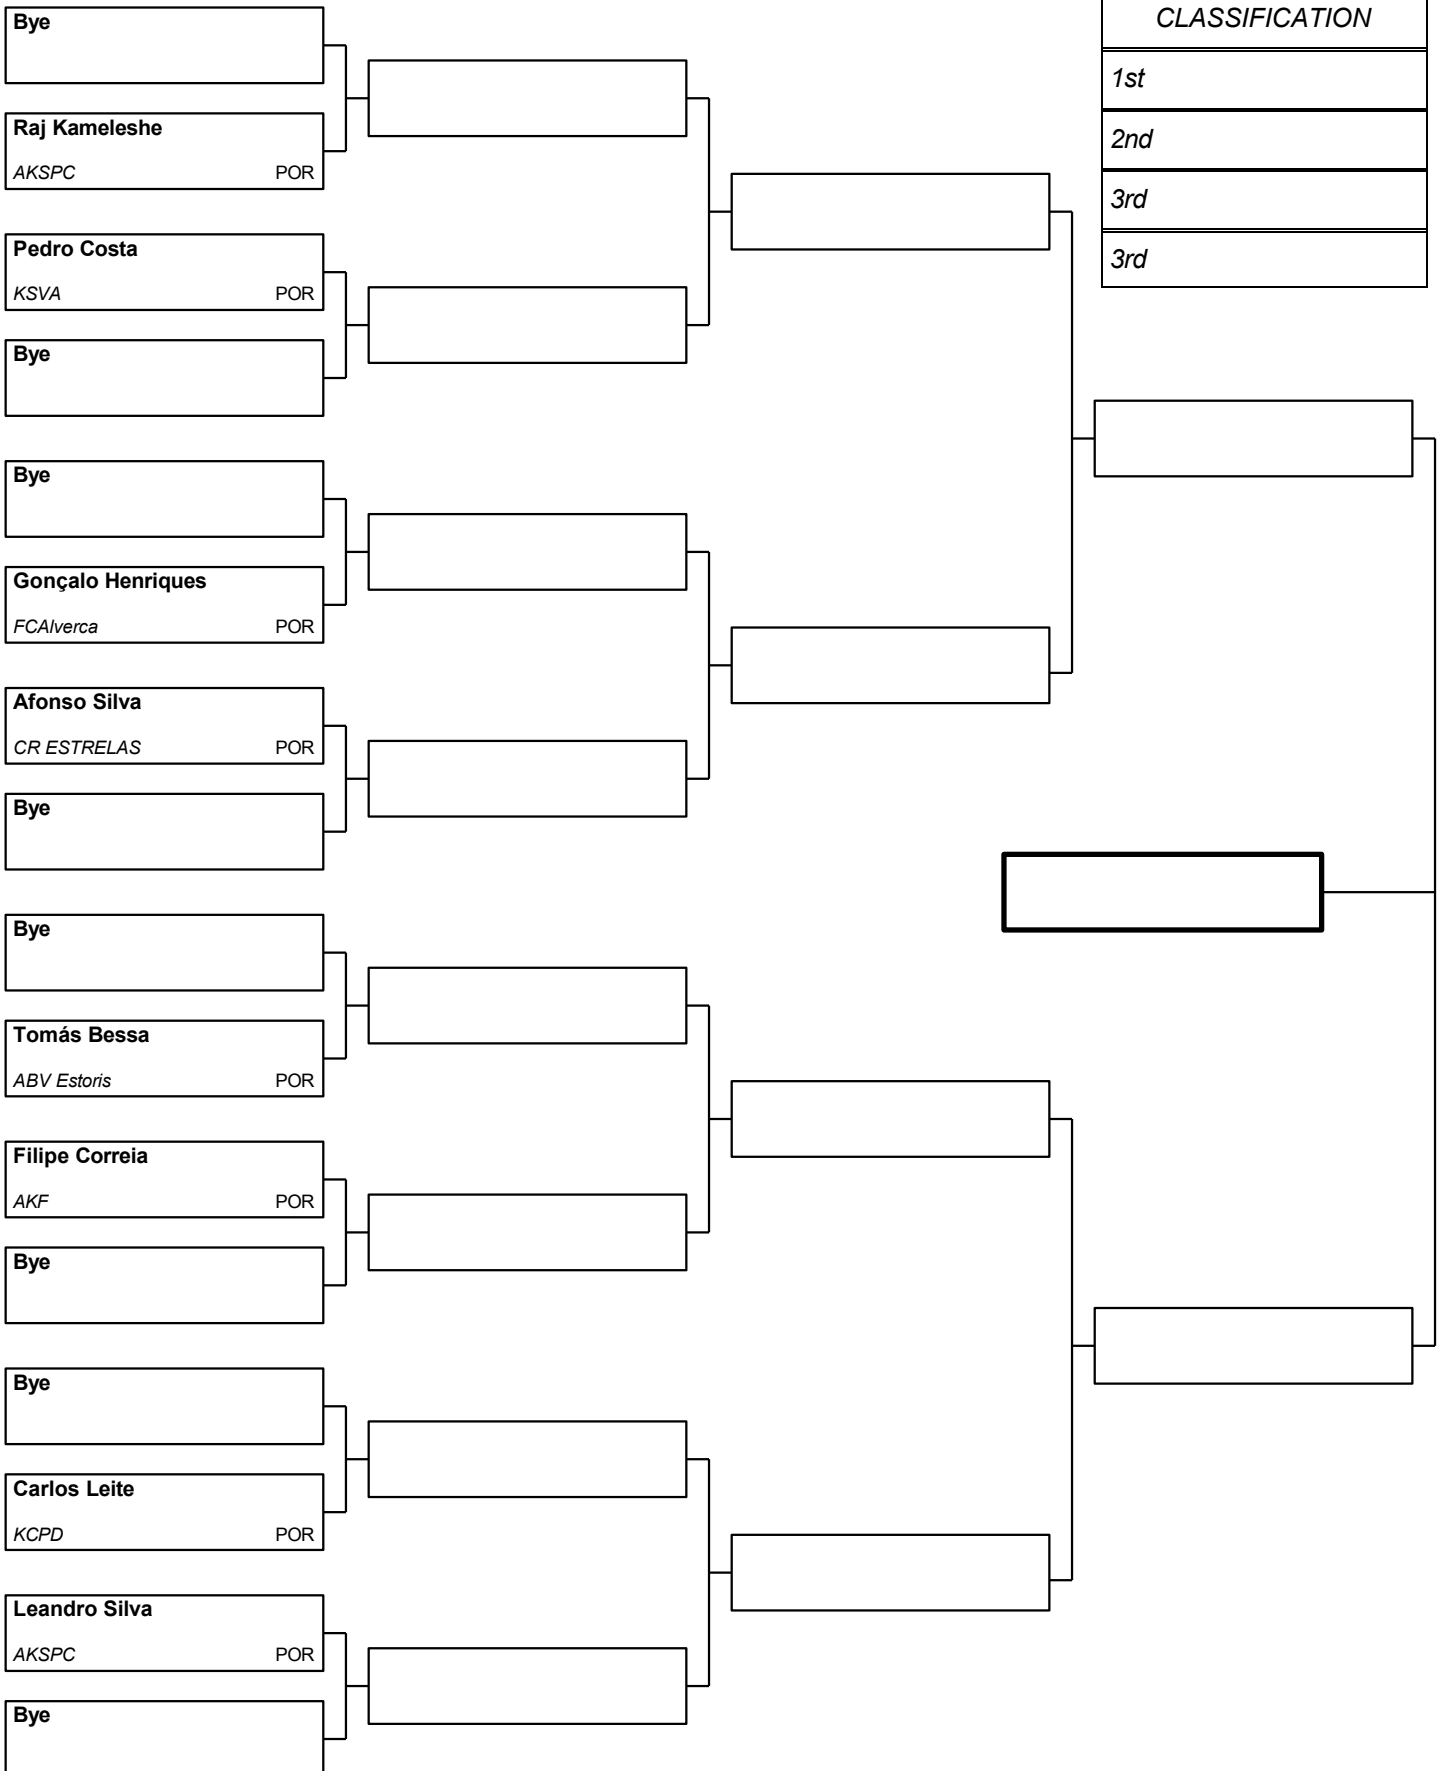 Bye
Raj Kameleshe
AKSPC POR
Pedro Costa
KSVA POR
Bye
Bye
Gonçalo Henriques
FCAlverca POR
Afonso Silva
CR ESTRELAS POR
Bye
Bye
Tomás Bessa
ABV Estoris POR
Filipe Correia
AKF POR
Bye
Bye
Carlos Leite
KCPD POR
Leandro Silva
AKSPC POR
Bye
CLASSIFICATION
1st
2nd
3rd
3rd